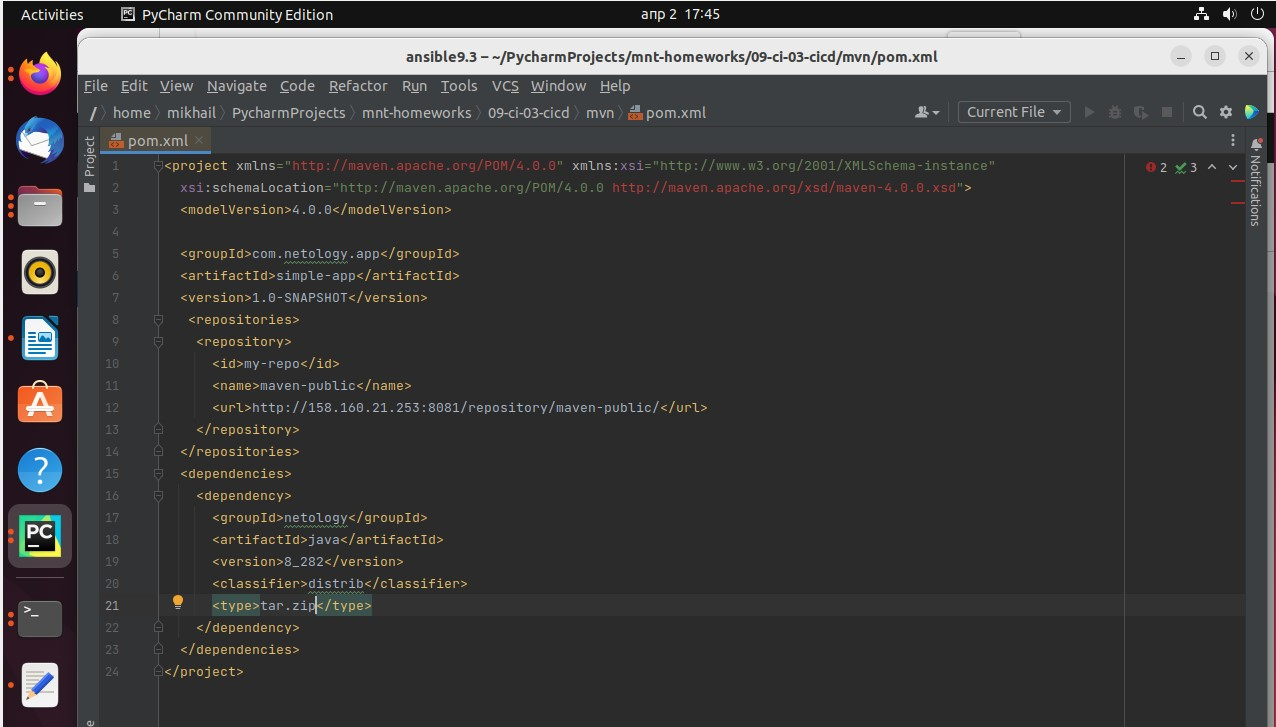 Activities PyCharm Community Edition апр 2 17:45
ansible9.3 – ~/PycharmProjects/mnt-homeworks/09-ci-03-cicd/mvn/pom.xml
File Edit View Navigate Code Refactor Run Tools VCS Window Help
/ home mikhail PycharmProjects mnt-homeworks 09-ci-03-cicd mvn pom.xml Current File
pom.xml
Project
Notifications
2 3
1 <project xmlns="http://maven.apache.org/POM/4.0.0" xmlns:xsi="http://www.w3.org/2001/XMLSchema-instance"
2 xsi:schemaLocation="http://maven.apache.org/POM/4.0.0 http://maven.apache.org/xsd/maven-4.0.0.xsd">
3 <modelVersion>4.0.0</modelVersion>
4
5 <groupId>com.netology.app</groupId>
6 <artifactId>simple-app</artifactId>
7 <version>1.0-SNAPSHOT</version>
8 <repositories>
9 <repository>
10 <id>my-repo</id>
11 <name>maven-public</name>
12 <url>http://158.160.21.253:8081/repository/maven-public/</url>
13 </repository>
14 </repositories>
15 <dependencies>
16 <dependency>
17 <groupId>netology</groupId>
18 <artifactId>java</artifactId>
19 <version>8_282</version>
20 <classifier>distrib</classifier>
21 <type>tar.zip</type>
22 </dependency>
23 </dependencies>
24 </project>
PC
>_